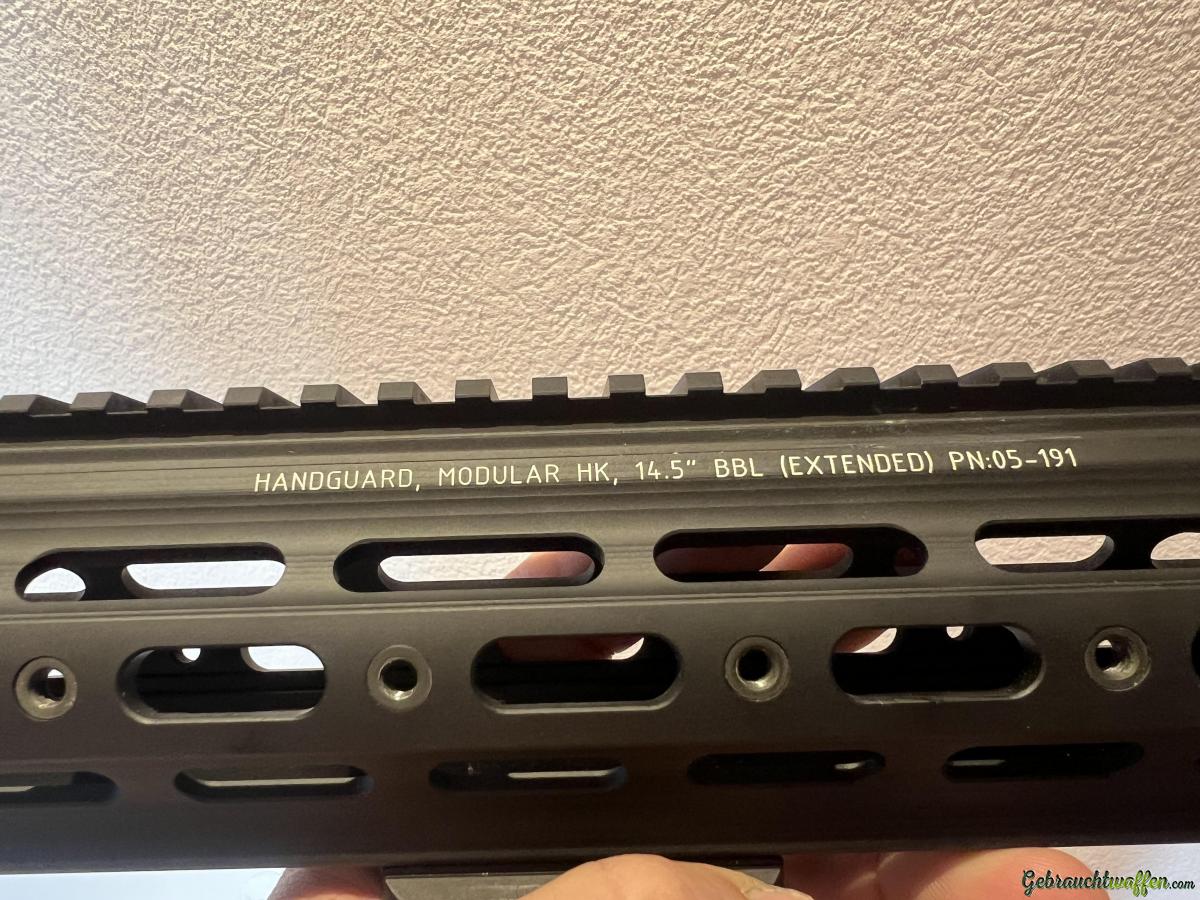 HANDGUARD, MODULAR HK, 14.5" BBL (EXTENDED) PN:05-191
Gebrauchtwaffen.com